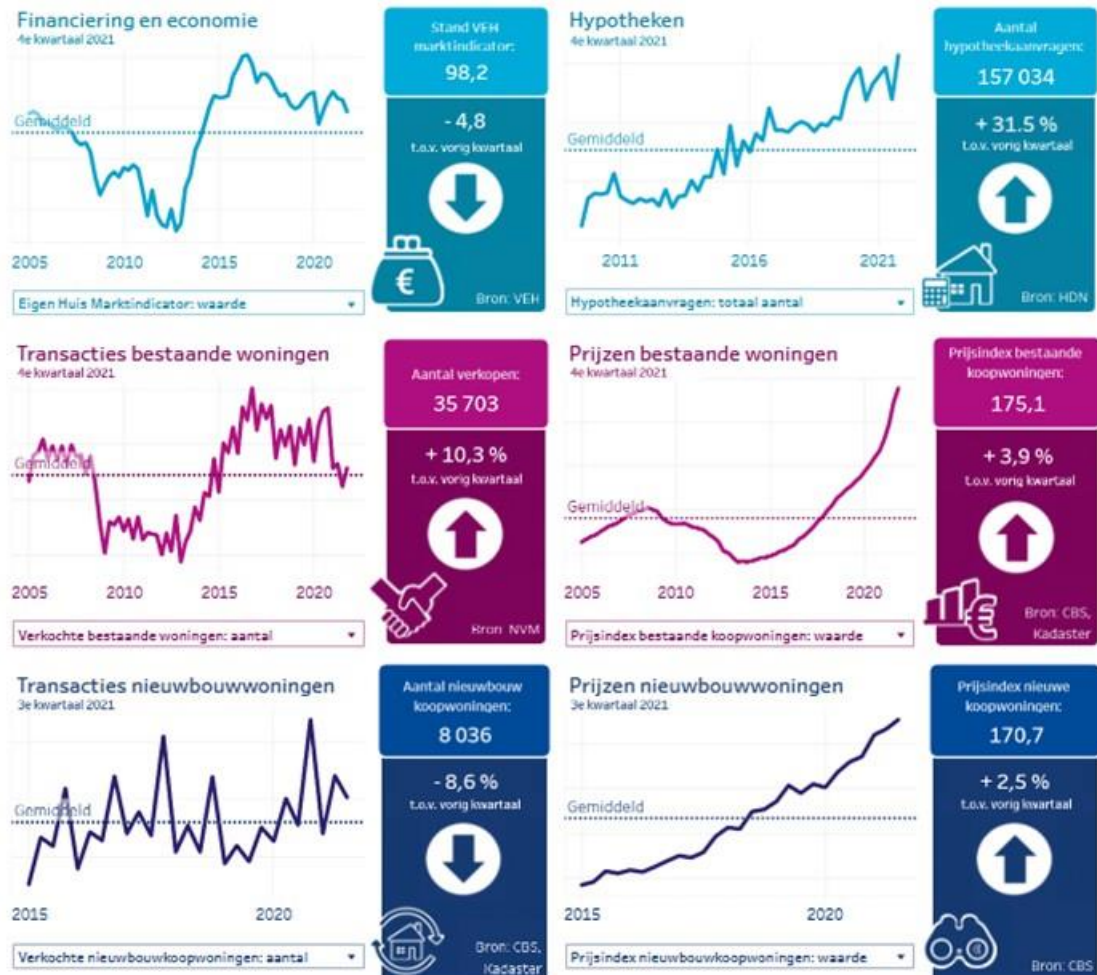 Financiering en economie
4e kwartaal 2021
Gemiddeld
2005 2010 2015 2020
Eigen Huis Marktindicator: waarde
Stand VEH
marktindicator:
98,2
- 4,8
t.o.v. vorig kwartaal
€
Bron: VEH
Hypotheken
4e kwartaal 2021
Gemiddeld
2011 2016 2021
Hypotheekaanvragen: totaal aantal
Aantal
hypotheekaanvragen:
157 034
+ 31.5 %
t.o.v. vorig kwartaal
Bron: HDN
Transacties bestaande woningen
4e kwartaal 2021
Gemiddeld
2005 2010 2015 2020
Verkochte bestaande woningen: aantal
Aantal verkopen:
35 703
+ 10,3 %
t.o.v. vorig kwartaal
Bron: NVM
Prijzen bestaande woningen
4e kwartaal 2021
Gemiddeld
2005 2010 2015 2020
Prijsindex bestaande koopwoningen: waarde
Prijsindex bestaande
koopwoningen:
175,1
+ 3,9 %
t.o.v. vorig kwartaal
€
Bron: CBS,
Kadaster
Transacties nieuwbouwwoningen
3e kwartaal 2021
Gemiddeld
2015 2020
Verkochte nieuwbouwkoopwoningen: aantal
Aantal nieuwbouw
koopwoningen:
8 036
- 8,6 %
t.o.v. vorig kwartaal
Bron: CBS,
Kadaster
Prijzen nieuwbouwwoningen
3e kwartaal 2021
Gemiddeld
2015 2020
Prijsindex nieuwbouwkoopwoningen: waarde
Prijsindex nieuwe
koopwoningen:
170,7
+ 2,5 %
t.o.v. vorig kwartaal
Bron: CBS